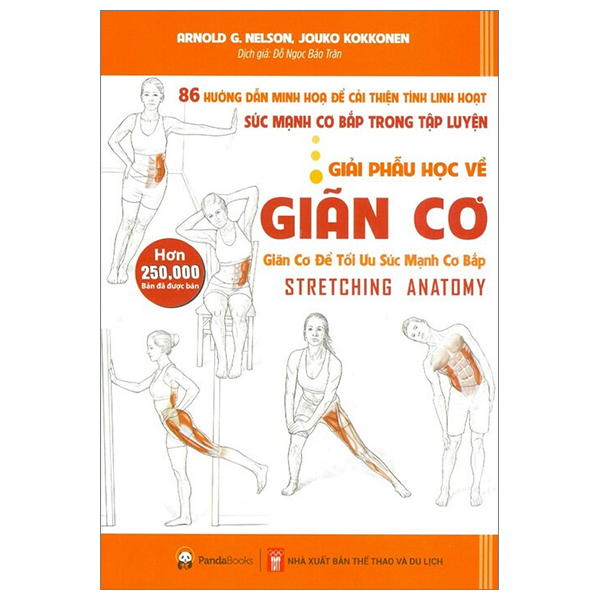 ARNOLD G. NELSON, JOUKO KOKKONEN
Dịch giả: Đỗ Ngọc Bảo Trân
86 HƯỚNG DẪN MINH HOẠ ĐỂ CẢI THIỆN TÍNH LINH HOẠT
SỨC MẠNH CƠ BẮP TRONG TẬP LUYỆN
GIẢI PHẪU HỌC VỀ
GIÃN CƠ
Giãn Cơ Để Tối Ưu Sức Mạnh Cơ Bắp
STRETCHING ANATOMY
Hơn
250,000
Bản đã được bán
PandaBooks
NHÀ XUẤT BẢN THỂ THAO VÀ DU LỊCH